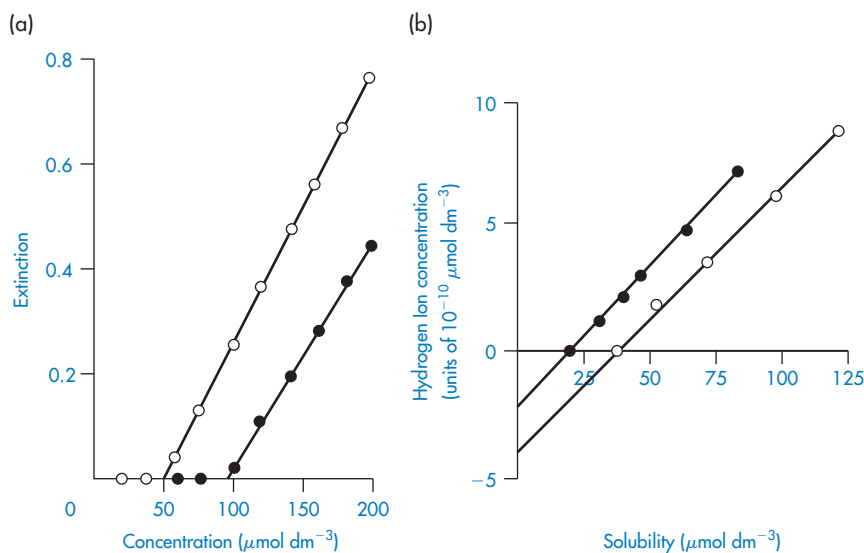 (a)
0.8
0.6
0.4
0.2
0
50
100
150
200
Extinction
Concentration (μmol dm⁻³)
(b)
10
5
0
−5
25
50
75
100
125
Hydrogen Ion concentration
(units of 10⁻¹⁰ μmol dm⁻³)
Solubility (μmol dm⁻³)